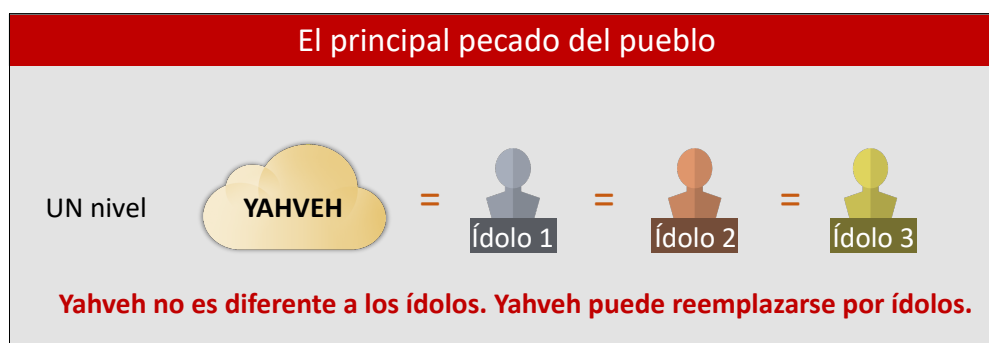 El principal pecado del pueblo
UN nivel YAHVEH = Ídolo 1 = Ídolo 2 = Ídolo 3
Yahveh no es diferente a los ídolos. Yahveh puede reemplazarse por ídolos.